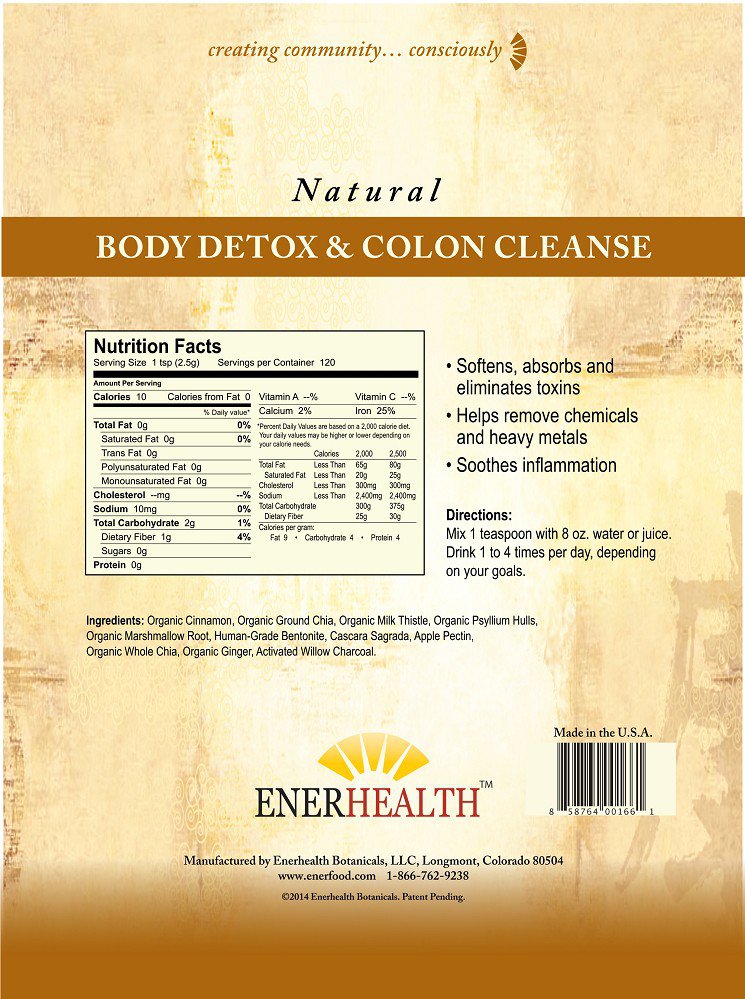 creating community... consciously
Natural
BODY DETOX & COLON CLEANSE
Nutrition Facts
Serving Size 1 tsp (2.5g) Servings per Container 120
Amount Per Serving
Calories 10 Calories from Fat 0
% Daily value*
Total Fat 0g 0%
Saturated Fat 0g 0%
Trans Fat 0g
Polyunsaturated Fat 0g
Monounsaturated Fat 0g
Cholesterol --mg --%
Sodium 10mg 0%
Total Carbohydrate 2g 1%
Dietary Fiber 1g 4%
Sugars 0g
Protein 0g
Vitamin A --% Vitamin C --%
Calcium 2% Iron 25%
*Percent Daily Values are based on a 2,000 calorie diet.
Your daily values may be higher or lower depending on
your calorie needs.
Calories 2,000 2,500
Total Fat Less Than 65g 80g
Saturated Fat Less Than 20g 25g
Cholesterol Less Than 300mg 300mg
Sodium Less Than 2,400mg 2,400mg
Total Carbohydrate 300g 375g
Dietary Fiber 25g 30g
Calories per gram:
Fat 9 • Carbohydrate 4 • Protein 4
• Softens, absorbs and
eliminates toxins
• Helps remove chemicals
and heavy metals
• Soothes inflammation
Directions:
Mix 1 teaspoon with 8 oz. water or juice.
Drink 1 to 4 times per day, depending
on your goals.
Ingredients: Organic Cinnamon, Organic Ground Chia, Organic Milk Thistle, Organic Psyllium Hulls,
Organic Marshmallow Root, Human-Grade Bentonite, Cascara Sagrada, Apple Pectin,
Organic Whole Chia, Organic Ginger, Activated Willow Charcoal.
Made in the U.S.A.
8 58764 00166 1
ENERHEALTH™
Manufactured by Enerhealth Botanicals, LLC, Longmont, Colorado 80504
www.enerfood.com 1-866-762-9238
©2014 Enerhealth Botanicals. Patent Pending.